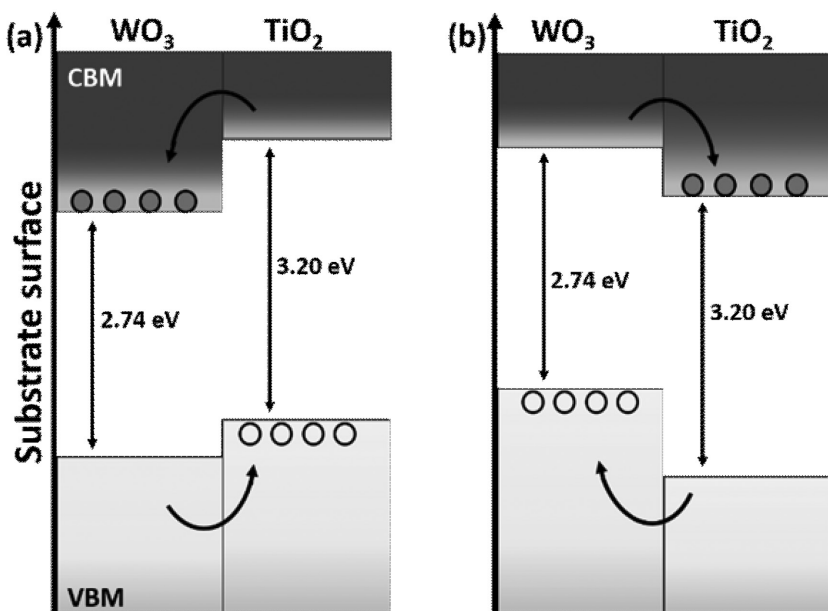 (a)
WO₃
TiO₂
CBM
2.74 eV
3.20 eV
VBM
Substrate surface
(b)
WO₃
TiO₂
2.74 eV
3.20 eV